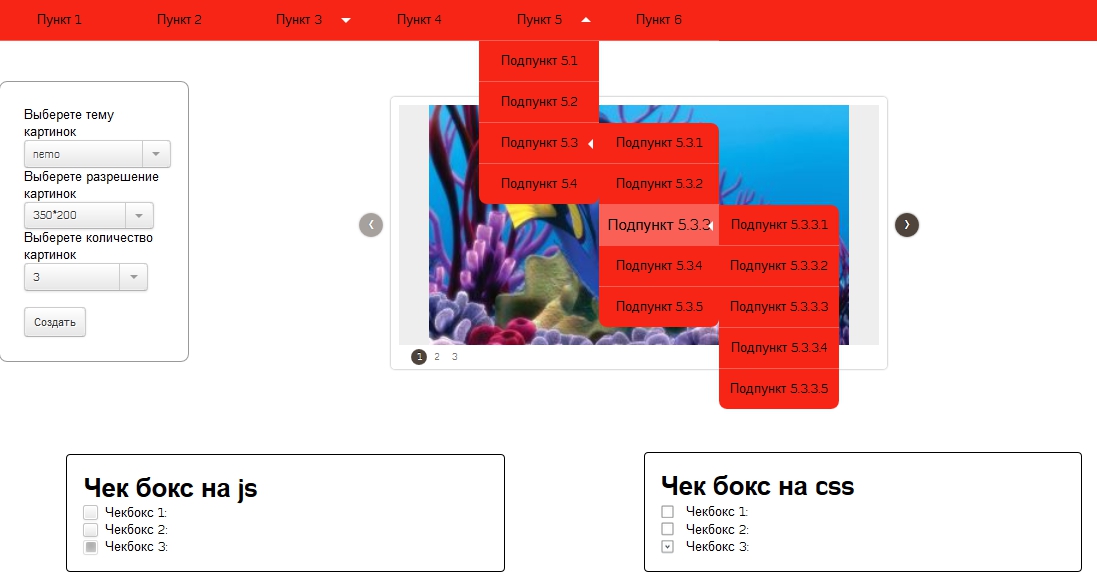 Пункт 1 Пункт 2 Пункт 3 Пункт 4 Пункт 5 Пункт 6
Подпункт 5.1
Подпункт 5.2
Подпункт 5.3
Подпункт 5.4
Подпункт 5.3.1
Подпункт 5.3.2
Подпункт 5.3.3
Подпункт 5.3.4
Подпункт 5.3.5
Подпункт 5.3.3.1
Подпункт 5.3.3.2
Подпункт 5.3.3.3
Подпункт 5.3.3.4
Подпункт 5.3.3.5
Выберете тему
картинок
nemo
Выберете разрешение
картинок
350*200
Выберете количество
картинок
3
Создать
1 2 3
Чек бокс на js
Чекбокс 1:
Чекбокс 2:
Чекбокс 3:
Чек бокс на css
Чекбокс 1:
Чекбокс 2:
Чекбокс 3: